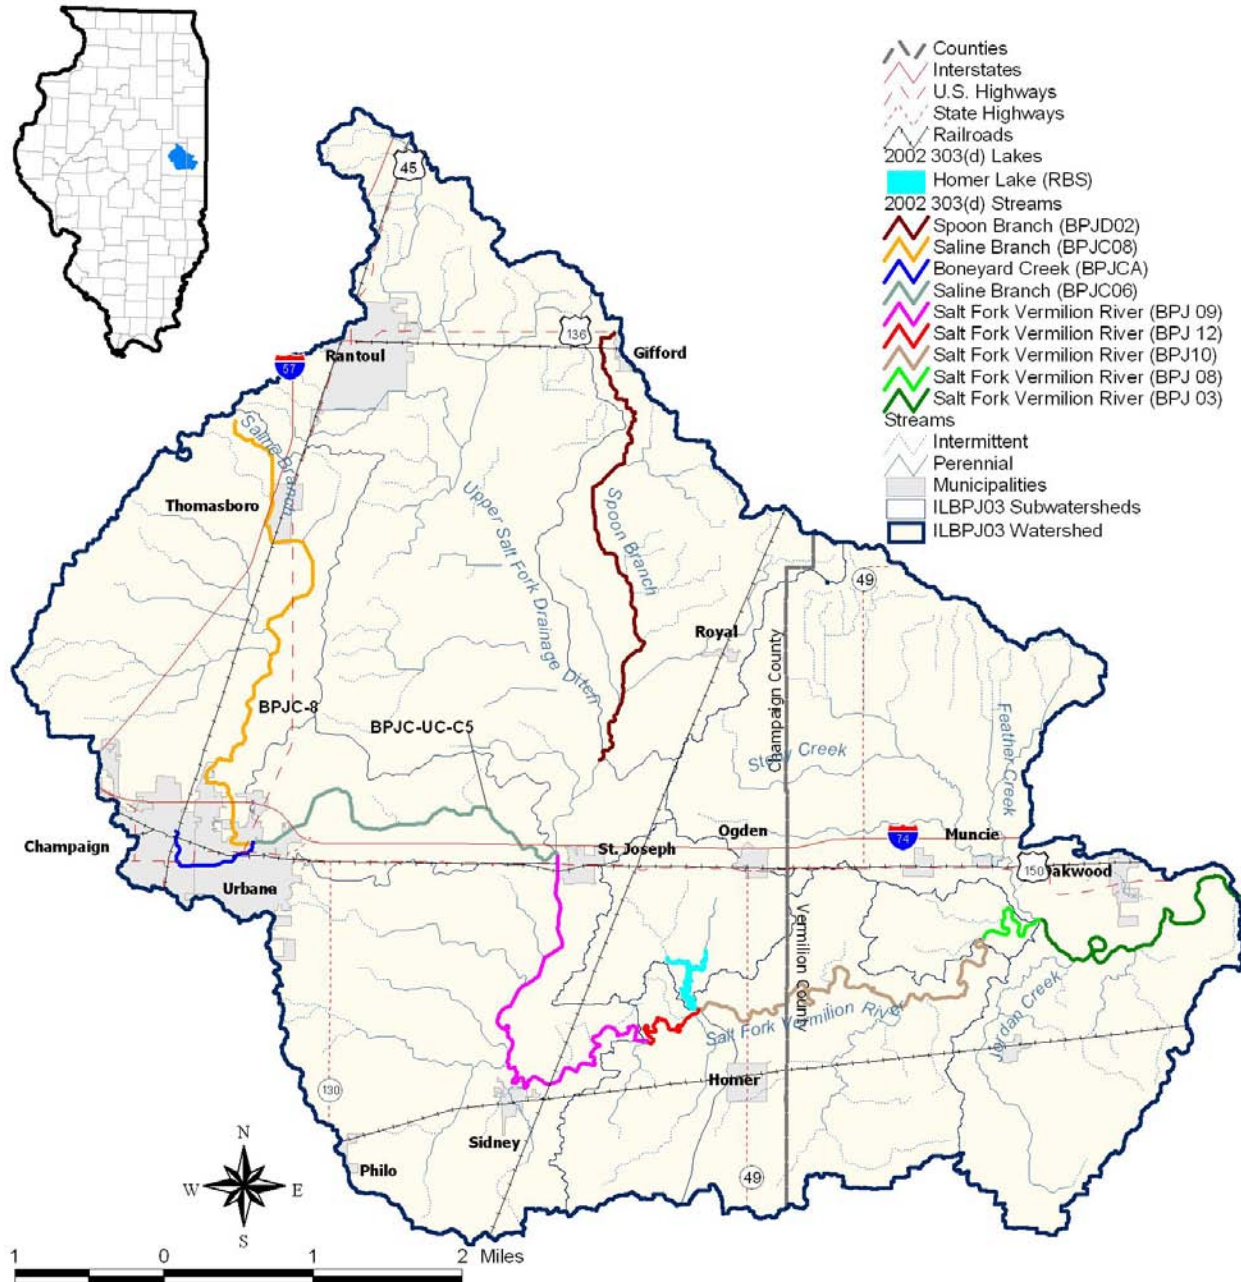 Counties
Interstates
U.S. Highways
State Highways
Railroads
2002 303(d) Lakes
Homer Lake (RBS)
2002 303(d) Streams
Spoon Branch (BPJD02)
Saline Branch (BPJC08)
Boneyard Creek (BPJCA)
Saline Branch (BPJC06)
Salt Fork Vermilion River (BPJ 09)
Salt Fork Vermilion River (BPJ 12)
Salt Fork Vermilion River (BPJ10)
Salt Fork Vermilion River (BPJ 08)
Salt Fork Vermilion River (BPJ 03)
Streams
Intermittent
Perennial
Municipalities
ILBPJ03 Subwatersheds
ILBPJ03 Watershed
45
136
Gifford
Rantoul
57
Saline Branch
Thomasboro
Upper Salt Fork Drainage Ditch
Spoon Branch
49
Royal
Champaign County
BPJC-8
BPJC-UC-C5
Stony Creek
Feather Creek
Champaign
Urbana
St. Joseph
Ogden
74
Muncie
150
Oakwood
Vermilion County
Salt Fork Vermilion River
Jordan Creek
130
Homer
Sidney
Philo
49
N
W
E
S
1
0
1
2 Miles